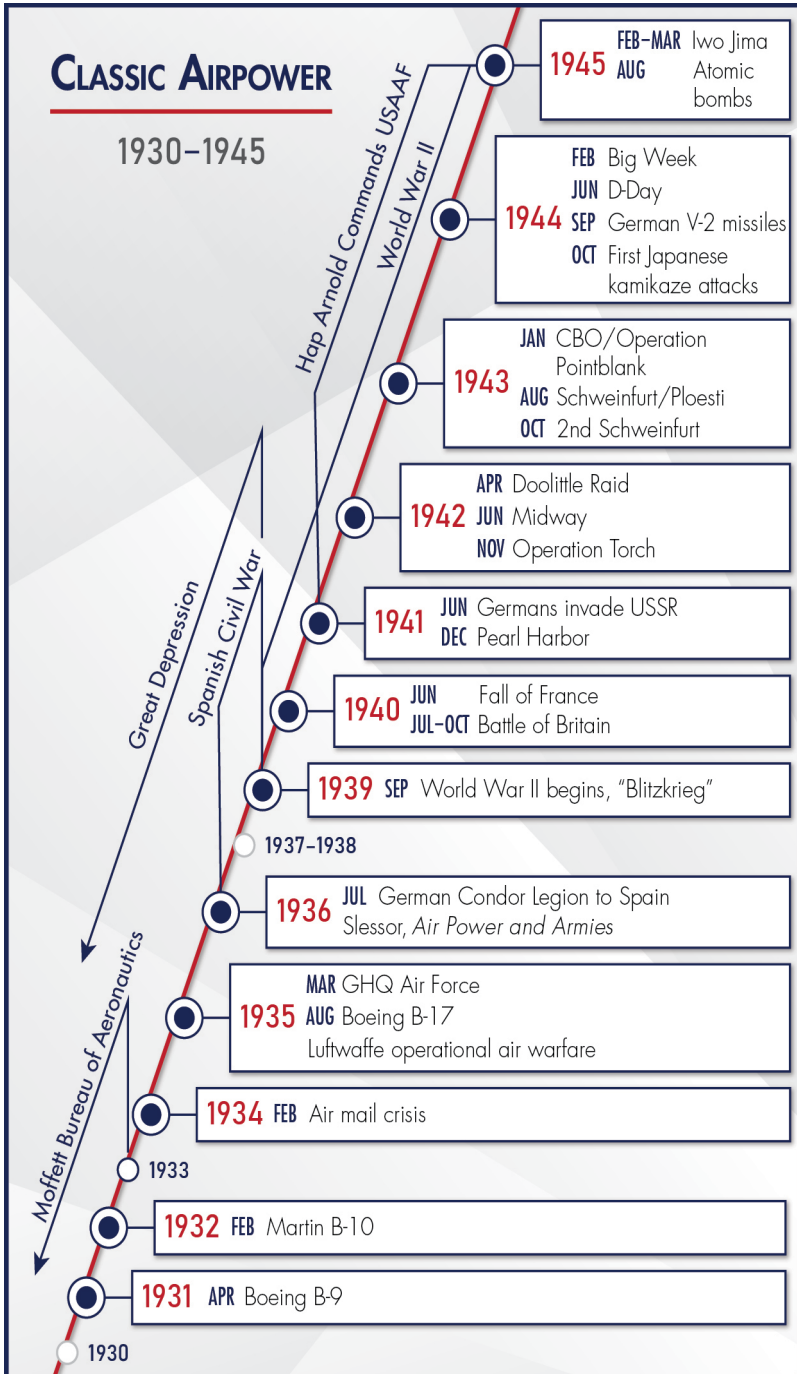 CLASSIC AIRPOWER
1930–1945
Hap Arnold Commands USAAF
World War II
Great Depression
Spanish Civil War
Moffett Bureau of Aeronautics
1945 FEB–MAR Iwo Jima
AUG Atomic
bombs
1944 FEB Big Week
JUN D-Day
SEP German V-2 missiles
OCT First Japanese
kamikaze attacks
1943 JAN CBO/Operation
Pointblank
AUG Schweinfurt/Ploesti
OCT 2nd Schweinfurt
1942 APR Doolittle Raid
JUN Midway
NOV Operation Torch
1941 JUN Germans invade USSR
DEC Pearl Harbor
1940 JUN Fall of France
JUL–OCT Battle of Britain
1939 SEP World War II begins, “Blitzkrieg”
1937–1938
1936 JUL German Condor Legion to Spain
Slessor, Air Power and Armies
1935 MAR GHQ Air Force
AUG Boeing B-17
Luftwaffe operational air warfare
1934 FEB Air mail crisis
1933
1932 FEB Martin B-10
1931 APR Boeing B-9
1930